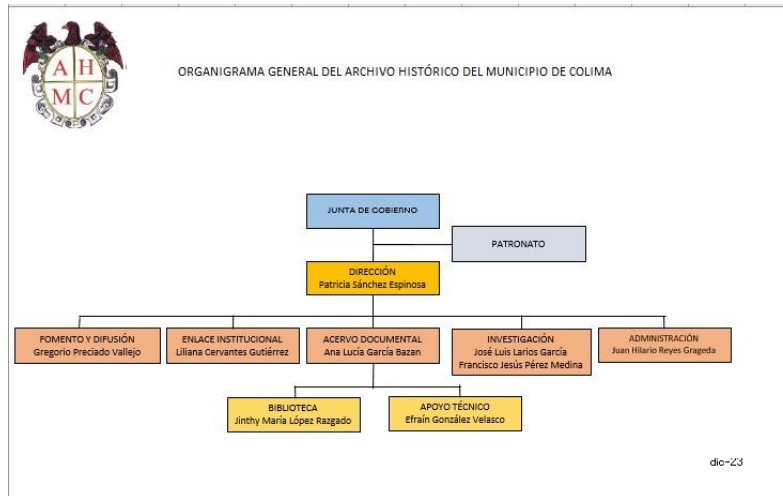 A H
M C
ORGANIGRAMA GENERAL DEL ARCHIVO HISTÓRICO DEL MUNICIPIO DE COLIMA
JUNTA DE GOBIERNO
PATRONATO
DIRECCIÓN
Patricia Sánchez Espinosa
FOMENTO Y DIFUSIÓN
Gregorio Preciado Vallejo
ENLACE INSTITUCIONAL
Liliana Cervantes Gutiérrez
ACERVO DOCUMENTAL
Ana Lucía García Bazan
INVESTIGACIÓN
José Luis Larios García
Francisco Jesús Pérez Medina
ADMINISTRACIÓN
Juan Hilario Reyes Grageda
BIBLIOTECA
Jinthy María López Razgado
APOYO TÉCNICO
Efraín González Velasco
dic-23